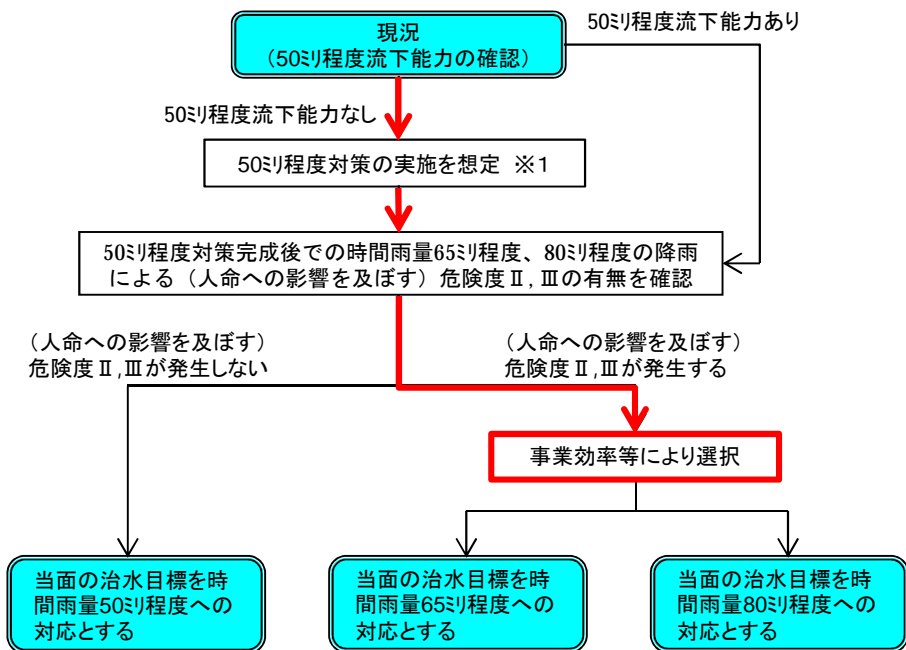 現況
(50ミリ程度流下能力の確認)
50ミリ程度流下能力あり
50ミリ程度流下能力なし
50ミリ程度対策の実施を想定 ※1
50ミリ程度対策完成後での時間雨量65ミリ程度、80ミリ程度の降雨
による (人命への影響を及ぼす) 危険度Ⅱ,Ⅲの有無を確認
(人命への影響を及ぼす)
危険度Ⅱ,Ⅲが発生しない
(人命への影響を及ぼす)
危険度Ⅱ,Ⅲが発生する
事業効率等により選択
当面の治水目標を時
間雨量50ミリ程度への
対応とする
当面の治水目標を時
間雨量65ミリ程度への
対応とする
当面の治水目標を時
間雨量80ミリ程度への
対応とする